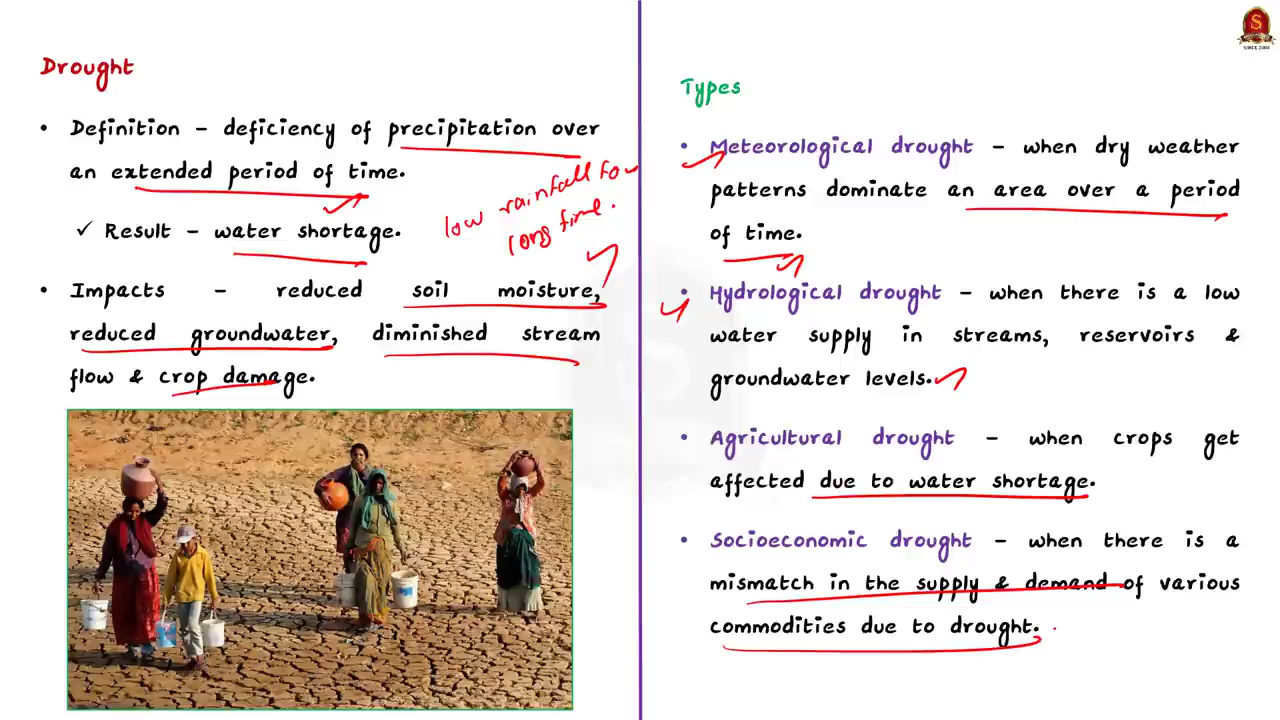 Drought
• Definition – deficiency of precipitation over
an extended period of time.
✓ Result – water shortage.
low rainfall for
long time.
• Impacts – reduced soil moisture,
reduced groundwater, diminished stream
flow & crop damage.
Types
• Meteorological drought – when dry weather
patterns dominate an area over a period
of time.
• Hydrological drought – when there is a low
water supply in streams, reservoirs &
groundwater levels.
• Agricultural drought – when crops get
affected due to water shortage.
• Socioeconomic drought – when there is a
mismatch in the supply & demand of various
commodities due to drought.
S
SINCE 2004